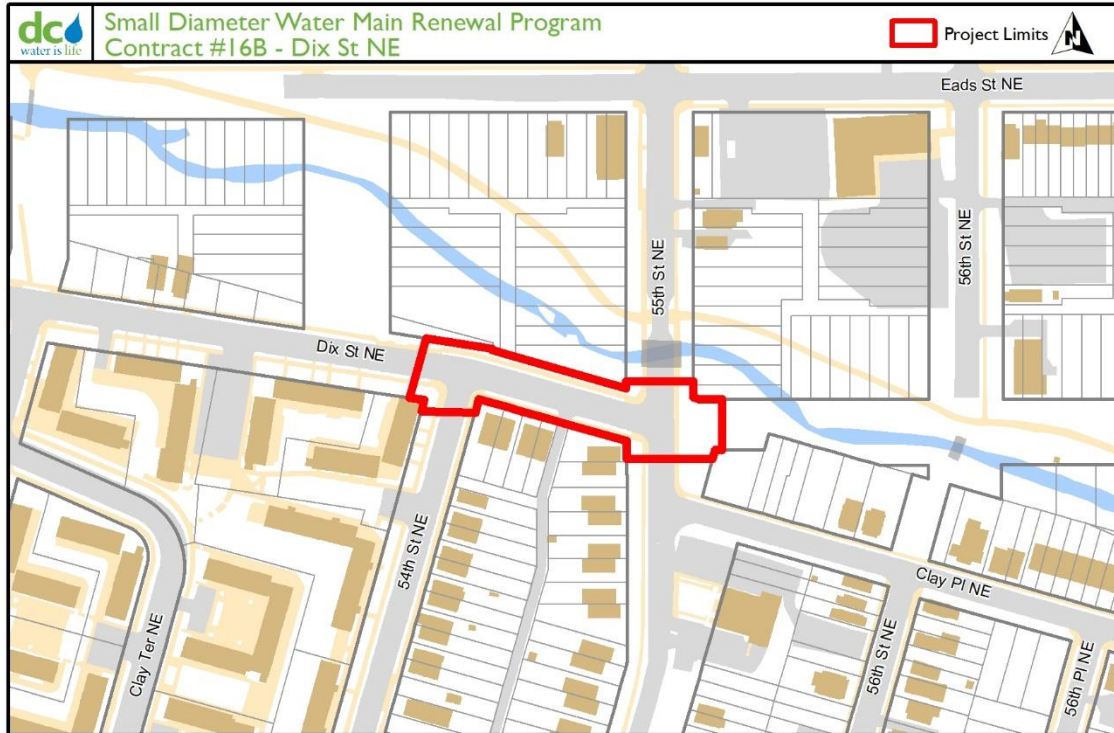 dc
water is life
Small Diameter Water Main Renewal Program
Contract #16B - Dix St NE
Project Limits
N
Eads St NE
55th St NE
56th St NE
Dix St NE
54th St NE
Clay Pl NE
Clay Ter NE
56th St NE
56th Pl NE